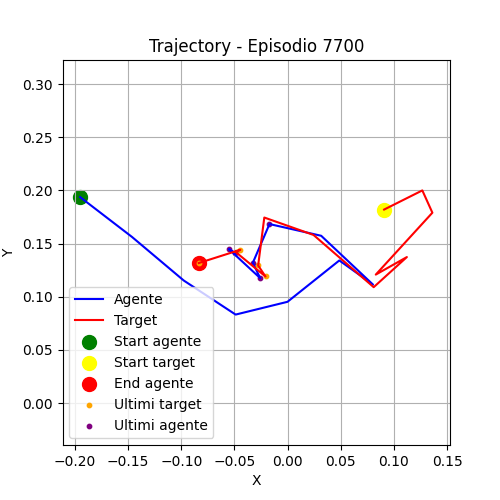 Trajectory - Episodio 7700
0.30
0.25
0.20
0.15
0.10
0.05
0.00
Y
Agente
Target
Start agente
Start target
End agente
Ultimi target
Ultimi agente
−0.20 −0.15 −0.10 −0.05 0.00 0.05 0.10 0.15
X